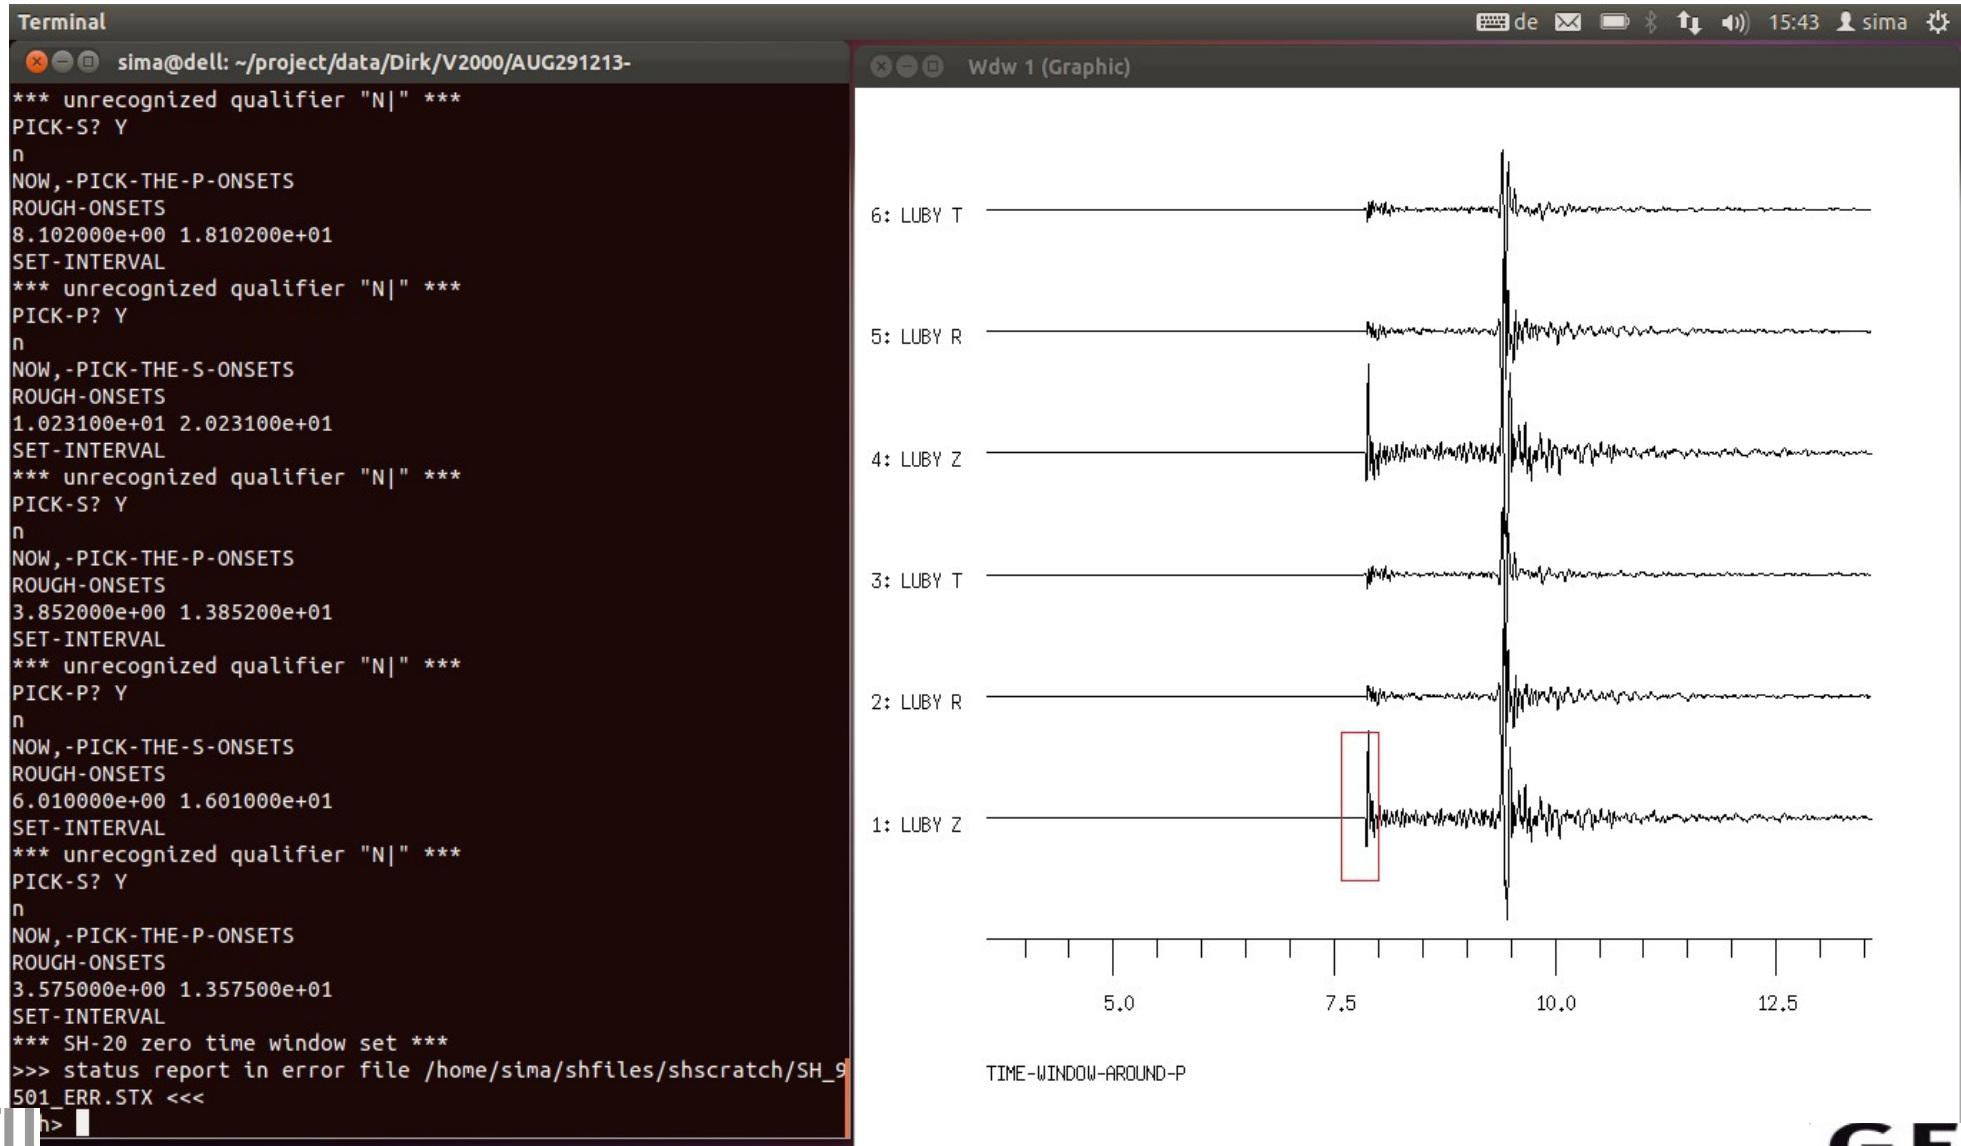 Terminal
de
15:43
sima
sima@dell: ~/project/data/Dirk/V2000/AUG291213-
*** unrecognized qualifier "N|" ***
PICK-S? Y
n
NOW,-PICK-THE-P-ONSETS
ROUGH-ONSETS
8.102000e+00 1.810200e+01
SET-INTERVAL
*** unrecognized qualifier "N|" ***
PICK-P? Y
n
NOW,-PICK-THE-S-ONSETS
ROUGH-ONSETS
1.023100e+01 2.023100e+01
SET-INTERVAL
*** unrecognized qualifier "N|" ***
PICK-S? Y
n
NOW,-PICK-THE-P-ONSETS
ROUGH-ONSETS
3.852000e+00 1.385200e+01
SET-INTERVAL
*** unrecognized qualifier "N|" ***
PICK-P? Y
n
NOW,-PICK-THE-S-ONSETS
ROUGH-ONSETS
6.010000e+00 1.601000e+01
SET-INTERVAL
*** unrecognized qualifier "N|" ***
PICK-S? Y
n
NOW,-PICK-THE-P-ONSETS
ROUGH-ONSETS
3.575000e+00 1.357500e+01
SET-INTERVAL
*** SH-20 zero time window set ***
>>> status report in error file /home/sima/shfiles/shscratch/SH_9
501_ERR.STX <<<
h>
Wdw 1 (Graphic)
6: LUBY T
5: LUBY R
4: LUBY Z
3: LUBY T
2: LUBY R
1: LUBY Z
5.0 7.5 10.0 12.5
TIME-WINDOW-AROUND-P